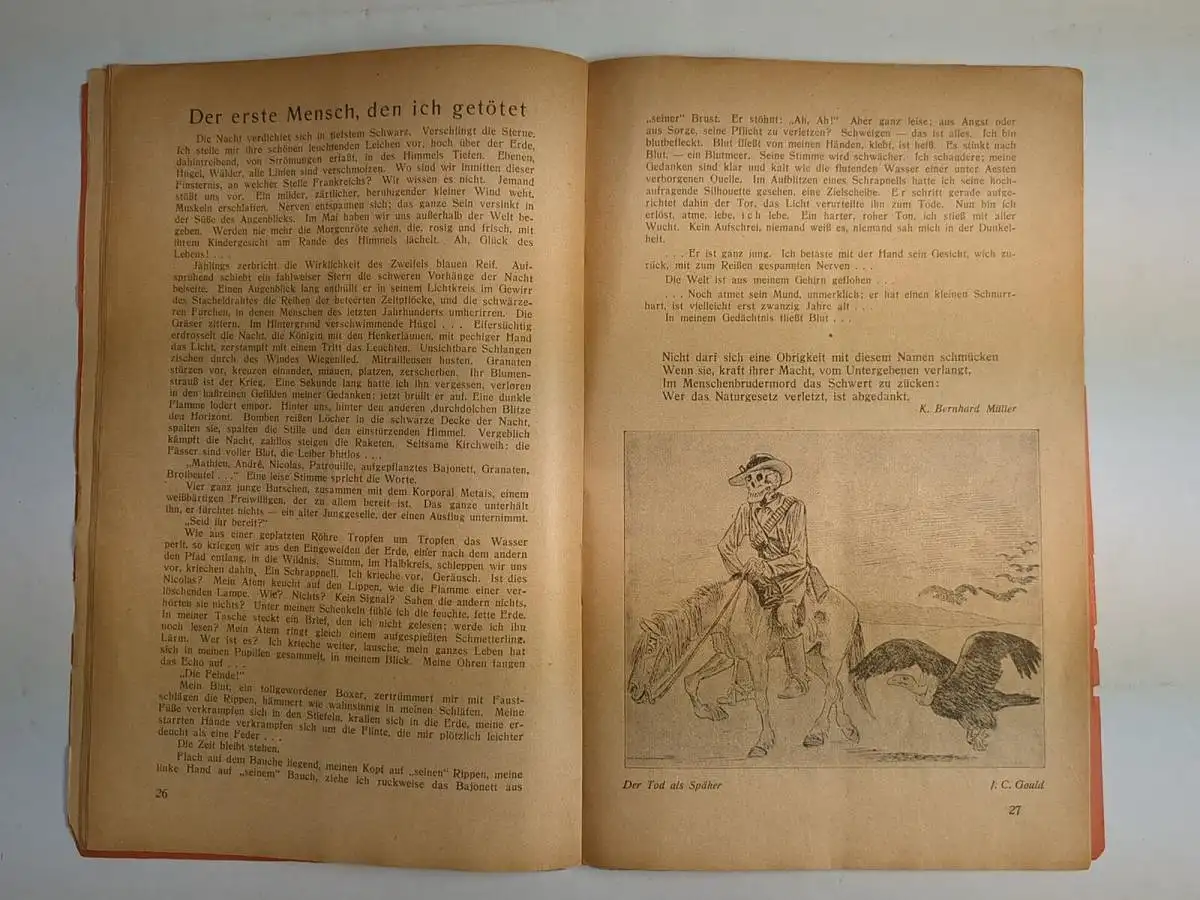 Der erste Mensch, den ich getötet
Die Nacht verdichtet sich in tiefstem Schwarz. Verschlingt die Sterne.
Ich stelle mir ihre schönen leuchtenden Leichen vor, hoch über der Erde,
dahintreibend, von Strömungen erfaßt, in des Himmels Tiefen. Ebenen,
Hügel, Wälder, alle Linien sind verschmolzen. Wo sind wir inmitten dieser
Finsternis, an welcher Stelle Frankreichs? Wir wissen es nicht. Jemand
stößt uns vor. Ein milder, zärtlicher, beruhigender kleiner Wind weht.
Muskeln erschlaffen. Nerven entspannen sich; das ganze Sein versinkt in
der Süße des Augenblicks. Im Mai haben wir uns außerhalb der Welt be-
geben. Werden nie mehr die Morgenröte sehen, die, rosig und frisch, mit
ihrem Kindergesicht am Rande des Himmels lächelt. Ah, Glück des
Lebens! . . .
Jählings zerbricht die Wirklichkeit des Zweifels blauen Reif. Auf-
sprühend schiebt ein fahlweiser Stern die schweren Vorhänge der Nacht
beiseite. Einen Augenblick lang enthüllt er in seinem Lichtkreis im Gewirr
des Stacheldrahtes die Reihen der beteerten Zeltpflöcke, und die schwärze-
ren Furchen, in denen Menschen des letzten Jahrhunderts umherirren. Die
Gräser zittern. Im Hintergrund verschwimmende Hügel . . . Eifersüchtig
erdrosselt die Nacht, die Königin mit den Henkerlaunen, mit pechiger Hand
das Licht, zerstampft mit einem Tritt das Leuchten. Unsichtbare Schlangen
zischen durch des Windes Wiegenlied. Mitrailleusen husten. Granaten
stürzen vor, kreuzen einander, miauen, platzen, zerscherben. Ihr Blumen-
strauß ist der Krieg. Eine Sekunde lang hatte ich ihn vergessen, verloren
in den haßreinen Gefilden meiner Gedanken; jetzt brüllt er auf. Eine dunkle
Flamme lodert empor. Hinter uns, hinter den anderen durchdolchen Blitze
den Horizont. Bomben reißen Löcher in die schwarze Decke der Nacht,
spalten sie, spalten die Stille und den einstürzenden Himmel. Vergeblich
kämpft die Nacht, zahllos steigen die Raketen. Seltsame Kirchweih: die
Fässer sind voller Blut, die Leiber blutlos . . .
„Mathieu, André, Nicolas, Patrouille, aufgepflanztes Bajonett, Granaten,
Brotbeutel . . .“ Eine leise Stimme spricht die Worte.
Vier ganz junge Burschen, zusammen mit dem Korporal Metais, einem
weißbärtigen Freiwilligen, der zu allem bereit ist. Das ganze unterhält
ihn, er fürchtet nichts — ein alter Junggeselle, der einen Ausflug unternimmt.
„Seid ihr bereit?“
Wie aus einer geplatzten Röhre Tropfen um Tropfen das Wasser
perlt, so kriegen wir aus den Eingeweiden der Erde, einer nach dem andern
den Pfad entlang, in die Wildnis. Stumm, im Halbkreis, schleppen wir uns
vor, kriechen dahin. Ein Schrappnell. Ich krieche vor. Geräusch. Ist dies
Nicolas? Mein Atem keucht auf den Lippen, wie die Flamme einer ver-
löschenden Lampe. Wie? Nichts? Kein Signal? Sahen die andern nichts,
hörten sie nichts? Unter meinen Schenkeln fühle ich die feuchte, fette Erde.
In meiner Tasche steckt ein Brief, den ich nicht gelesen; werde ich ihn
noch lesen? Mein Atem ringt gleich einem aufgespießten Schmetterling.
Lärm. Wer ist es? Ich krieche weiter, lausche, mein ganzes Leben hat
sich in meinen Pupillen gesammelt, in meinem Blick. Meine Ohren fangen
das Echo auf . . .
„Die Feinde!“
Mein Blut, ein tollgewordener Boxer, zertrümmert mir mit Faust-
schlägen die Rippen, hämmert wie wahnsinnig in meinen Schläfen. Meine
Füße verkrampfen sich in den Stiefeln, krallen sich in die Erde, meine er-
starrten Hände verkrampfen sich um die Flinte, die mir plötzlich leichter
deucht als eine Feder . . .
Die Zeit bleibt stehen.
Flach auf dem Bauche liegend, meinen Kopf auf „seinen“ Rippen, meine
linke Hand auf „seinem“ Bauch, ziehe ich ruckweise das Bajonett aus
26
„seiner“ Brust. Er stöhnt: „Ah, Ah!“ Aber ganz leise; aus Angst oder
aus Sorge, seine Pflicht zu verletzen? Schweigen — das ist alles. Ich bin
blutbefleckt. Blut fließt von meinen Händen, klebt, ist heiß. Es stinkt nach
Blut, — ein Blutmeer. Seine Stimme wird schwächer. Ich schaudere; meine
Gedanken sind klar und kalt wie die flutenden Wasser einer unter Aesten
verborgenen Quelle. Im Aufblitzen eines Schrapnells hatte ich seine hoch-
aufragende Silhouette gesehen, eine Zielscheibe. Er schritt gerade aufge-
richtet dahin der Tor, das Licht verurteilte ihn zum Tode. Nun bin ich
erlöst, atme, lebe, ich lebe. Ein harter, roher Ton, ich stieß mit aller
Wucht. Kein Aufschrei, niemand weiß es, niemand sah mich in der Dunkel-
heit.
. . . Er ist ganz jung. Ich betaste mit der Hand sein Gesicht, wich zu-
rück, mit zum Reißen gespannten Nerven . . .
Die Welt ist aus meinem Gehirn geflohen . . .
. . . Noch atmet sein Mund, unmerklich; er hat einen kleinen Schnurr-
bart, ist vielleicht erst zwanzig Jahre alt . . .
In meinem Gedächtnis fließt Blut . . .
*
Nicht darf sich eine Obrigkeit mit diesem Namen schmücken
Wenn sie, kraft ihrer Macht, vom Untergebenen verlangt,
Im Menschenbrudermord das Schwert zu zücken:
Wer das Naturgesetz verletzt, ist abgedankt.
K. Bernhard Müller
Der Tod als Späher
J. C. Gould
27